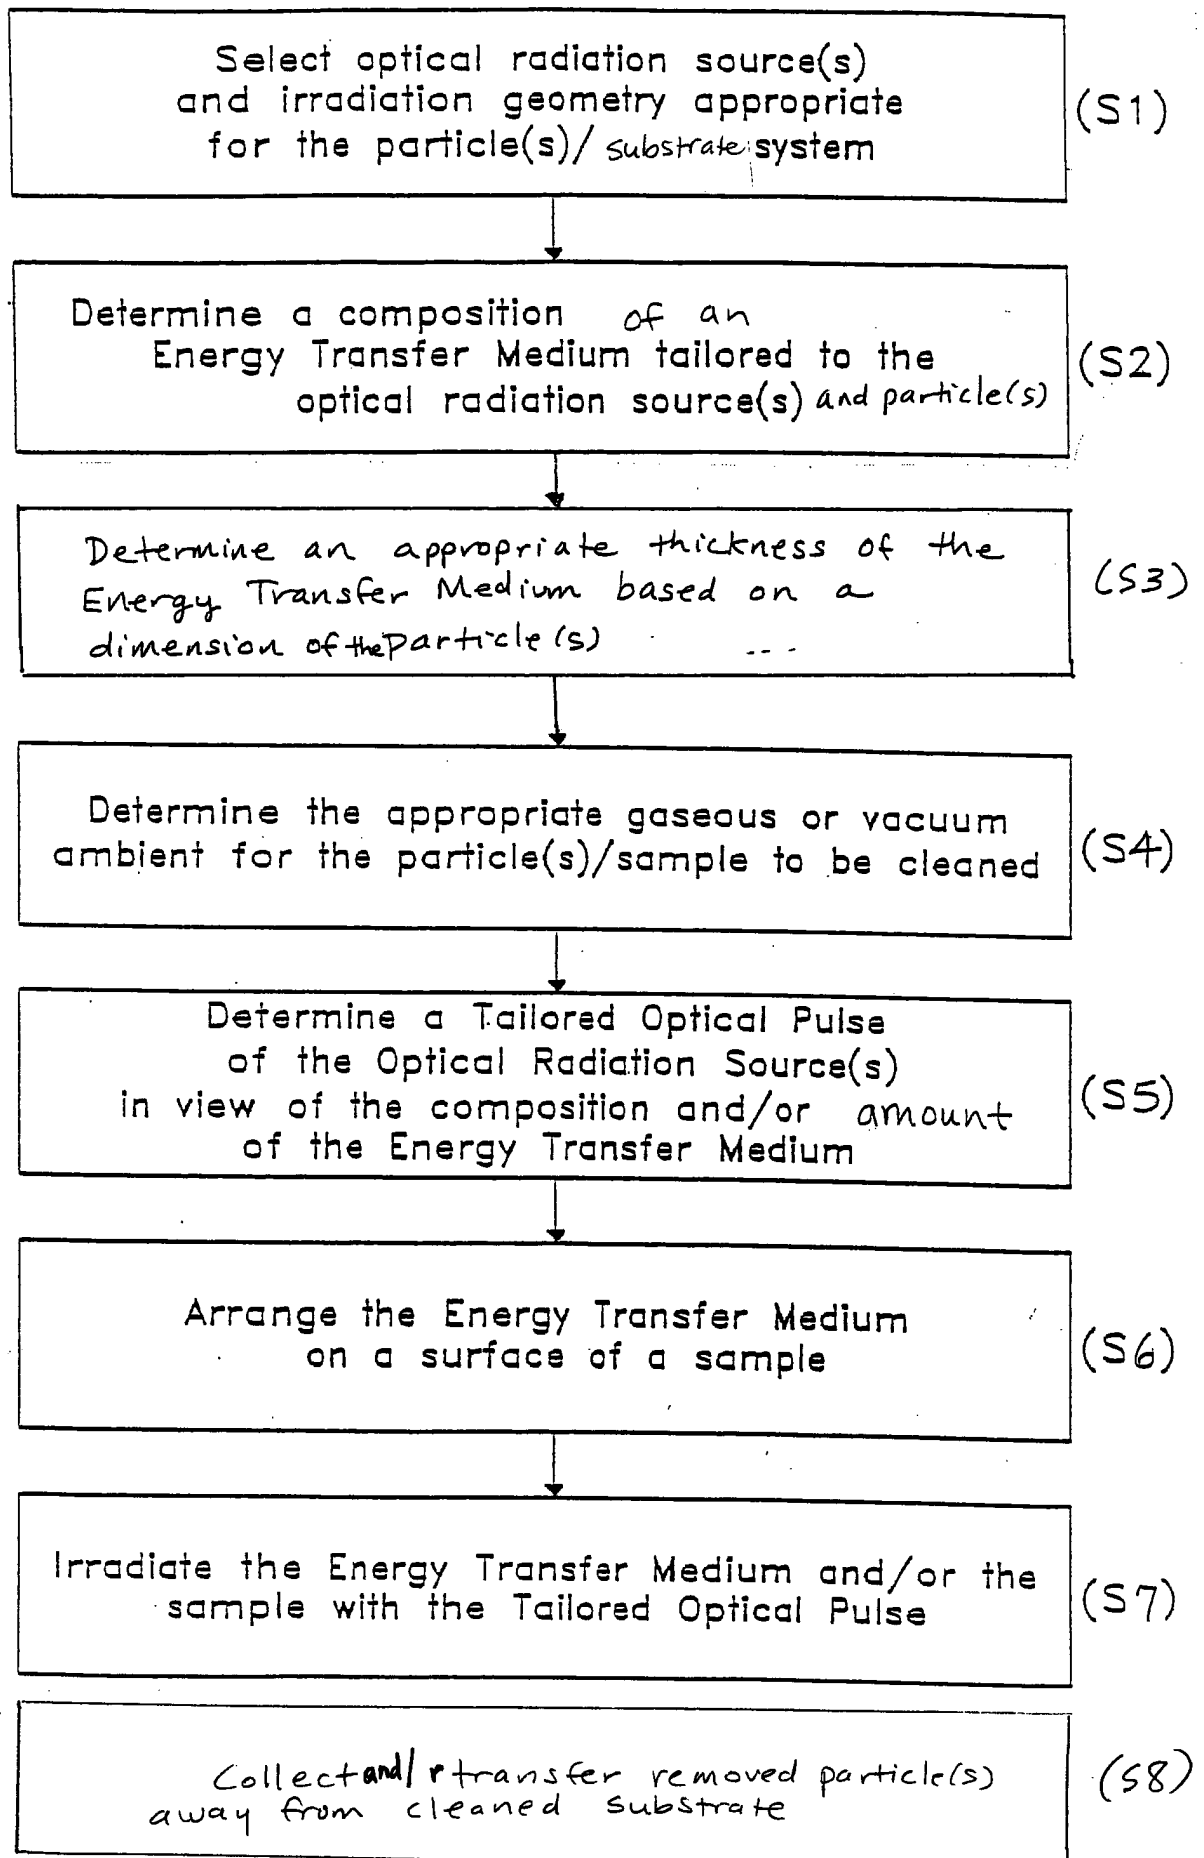 Select optical radiation source(s)
and irradiation geometry appropriate
for the particle(s)/ substrate system
(S1)
Determine a composition of an
Energy Transfer Medium tailored to the
optical radiation source(s) and particle(s)
(S2)
Determine an appropriate thickness of the
Energy Transfer Medium based on a
dimension of the particle(s)
(S3)
Determine the appropriate gaseous or vacuum
ambient for the particle(s)/sample to be cleaned
(S4)
Determine a Tailored Optical Pulse
of the Optical Radiation Source(s)
in view of the composition and/or amount
of the Energy Transfer Medium
(S5)
Arrange the Energy Transfer Medium
on a surface of a sample
(S6)
Irradiate the Energy Transfer Medium and/or the
sample with the Tailored Optical Pulse
(S7)
Collect and/ r transfer removed particle(s)
away from cleaned substrate
(S8)